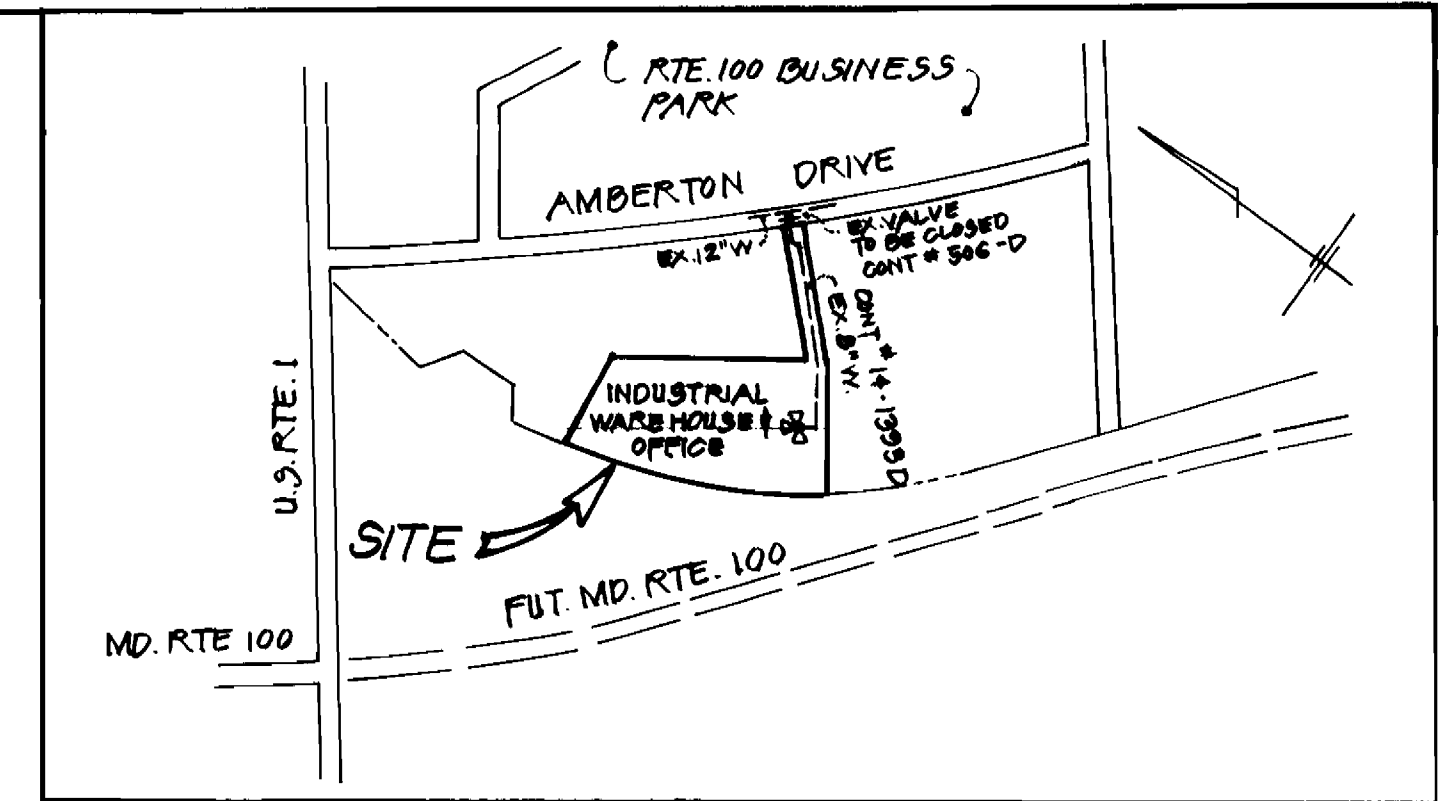 RTE. 100 BUSINESS
PARK
AMBERTON DRIVE
EX. 12" W
EX. VALVE
TO BE CLOSED
CONT # 506-D
CONT # 14-1393 D
EX. 8" W.
U.S. RTE. 1
INDUSTRIAL
WAREHOUSE
OFFICE
SITE
FUT. MD. RTE. 100
MD. RTE 100